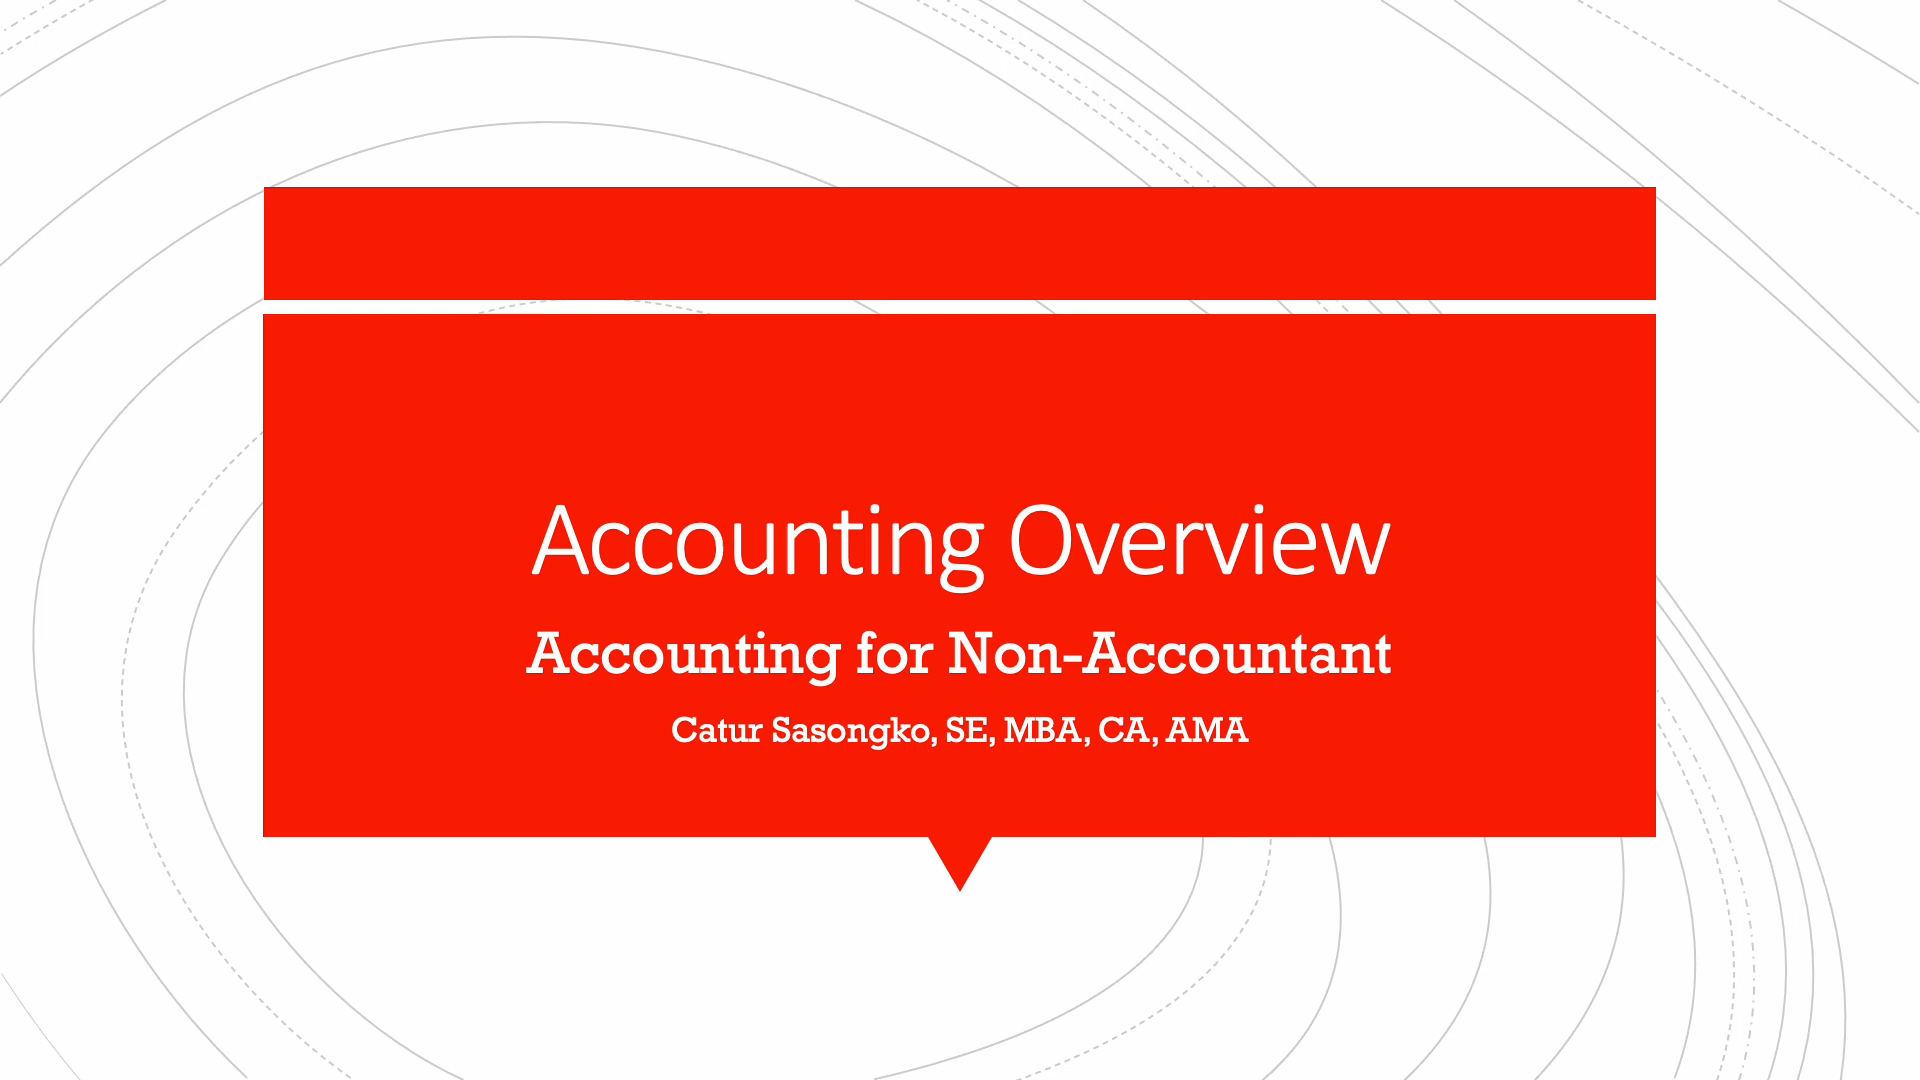 Accounting Overview
Accounting for Non-Accountant
Catur Sasongko, SE, MBA, CA, AMA